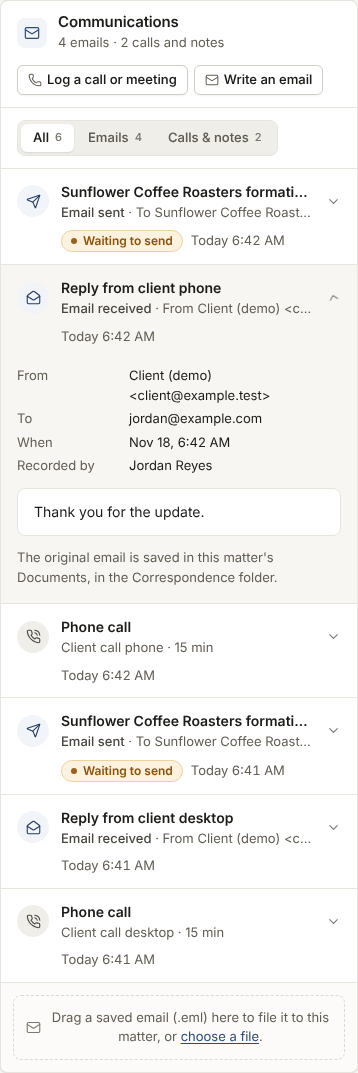 Communications
4 emails · 2 calls and notes
Log a call or meeting
Write an email
All 6
Emails 4
Calls & notes 2
Sunflower Coffee Roasters formati...
Email sent · To Sunflower Coffee Roast...
Waiting to send Today 6:42 AM
Reply from client phone
Email received · From Client (demo) <c...
Today 6:42 AM
From Client (demo)
<client@example.test>
To jordan@example.com
When Nov 18, 6:42 AM
Recorded by Jordan Reyes
Thank you for the update.
The original email is saved in this matter's
Documents, in the Correspondence folder.
Phone call
Client call phone · 15 min
Today 6:42 AM
Sunflower Coffee Roasters formati...
Email sent · To Sunflower Coffee Roast...
Waiting to send Today 6:41 AM
Reply from client desktop
Email received · From Client (demo) <c...
Today 6:41 AM
Phone call
Client call desktop · 15 min
Today 6:41 AM
Drag a saved email (.eml) here to file it to this
matter, or choose a file.